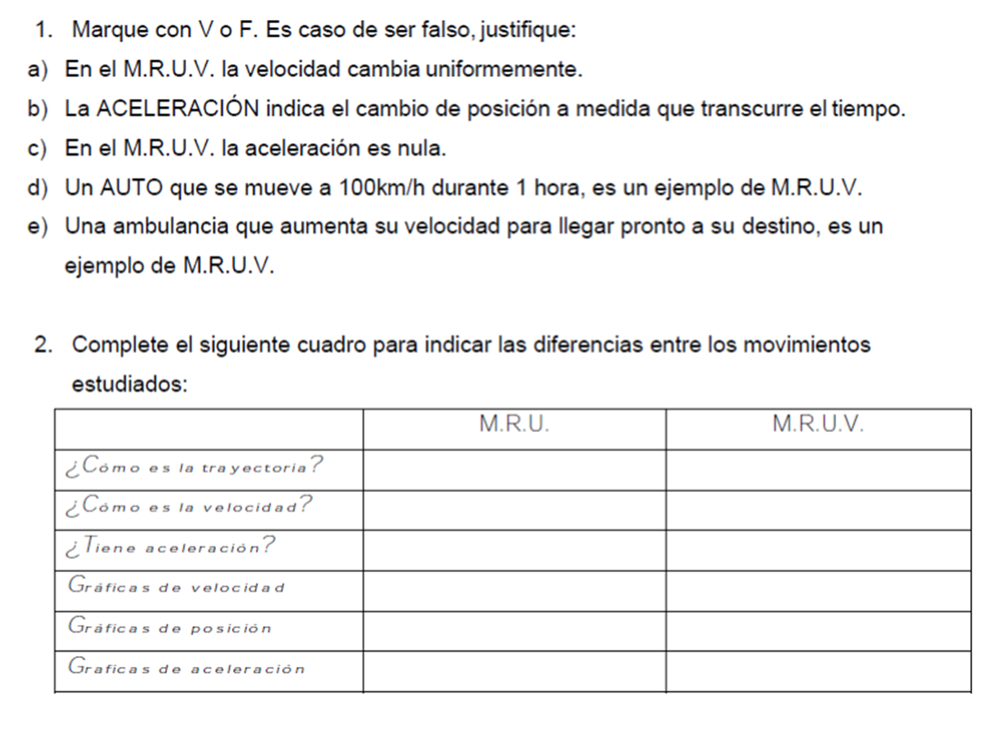 1. Marque con V o F. Es caso de ser falso, justifique:
a) En el M.R.U.V. la velocidad cambia uniformemente.
b) La ACELERACIÓN indica el cambio de posición a medida que transcurre el tiempo.
c) En el M.R.U.V. la aceleración es nula.
d) Un AUTO que se mueve a 100km/h durante 1 hora, es un ejemplo de M.R.U.V.
e) Una ambulancia que aumenta su velocidad para llegar pronto a su destino, es un
ejemplo de M.R.U.V.
2. Complete el siguiente cuadro para indicar las diferencias entre los movimientos
estudiados:
M.R.U. M.R.U.V.
¿Cómo es la trayectoria?
¿Cómo es la velocidad?
¿Tiene aceleración?
Gráficas de velocidad
Gráficas de posición
Graficas de aceleración